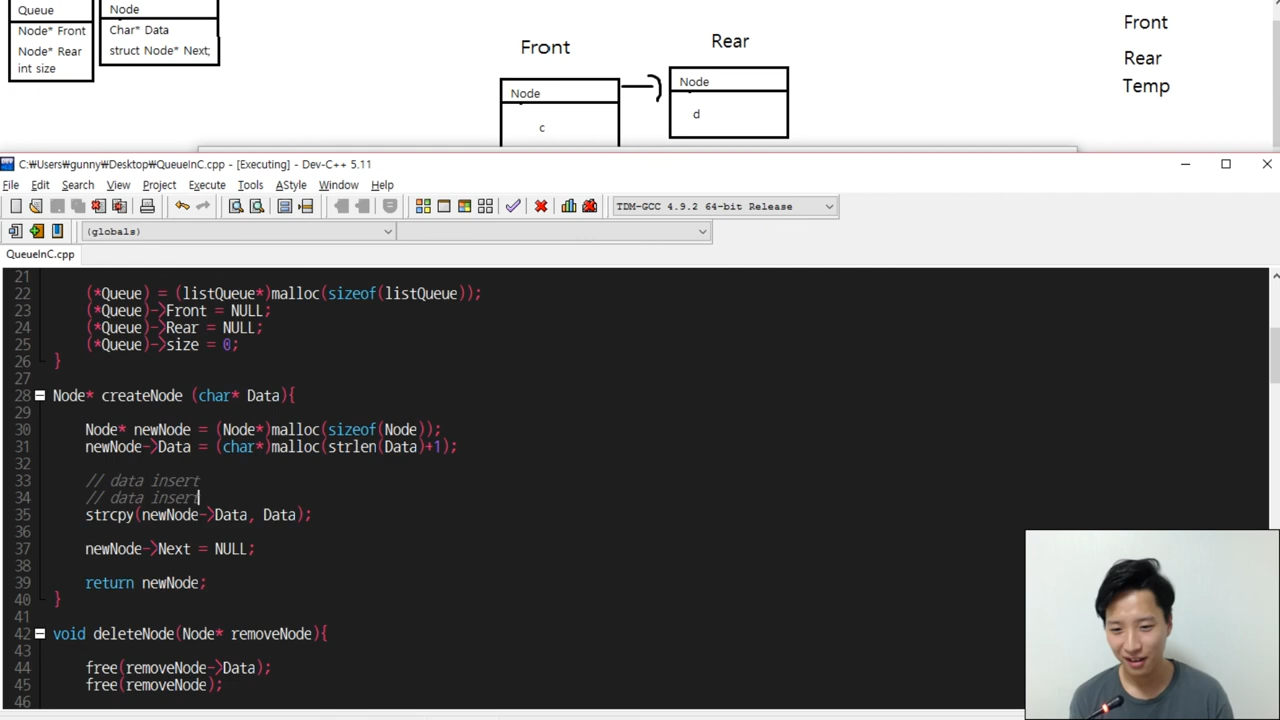 Queue
Node* Front
Node* Rear
int size
Node
Char* Data
struct Node* Next;
Front
Rear
Node
c
Node
d
Front
Rear
Temp
C:₩Users₩gunny₩Desktop₩QueueInC.cpp - [Executing] - Dev-C++ 5.11
File Edit Search View Project Execute Tools AStyle Window Help
TDM-GCC 4.9.2 64-bit Release
(globals)
QueueInC.cpp
21
22 (*Queue) = (listQueue*)malloc(sizeof(listQueue));
23 (*Queue)->Front = NULL;
24 (*Queue)->Rear = NULL;
25 (*Queue)->size = 0;
26 }
27
28 Node* createNode (char* Data){
29
30 Node* newNode = (Node*)malloc(sizeof(Node));
31 newNode->Data = (char*)malloc(strlen(Data)+1);
32
33 // data insert
34 // data insert
35 strcpy(newNode->Data, Data);
36
37 newNode->Next = NULL;
38
39 return newNode;
40 }
41
42 void deleteNode(Node* removeNode){
43
44 free(removeNode->Data);
45 free(removeNode);
46